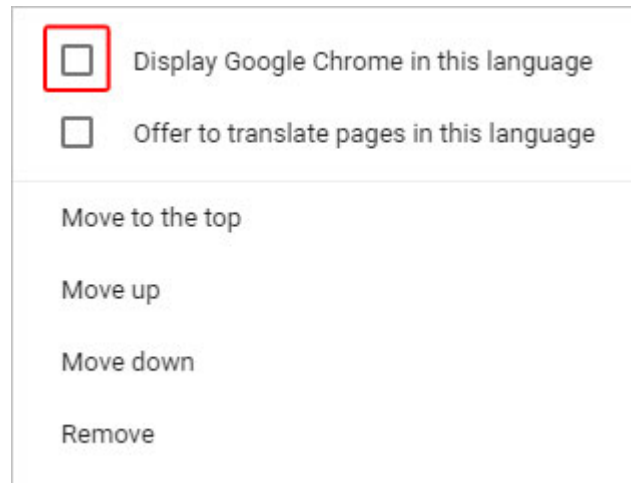 Display Google Chrome in this language
Offer to translate pages in this language
Move to the top
Move up
Move down
Remove